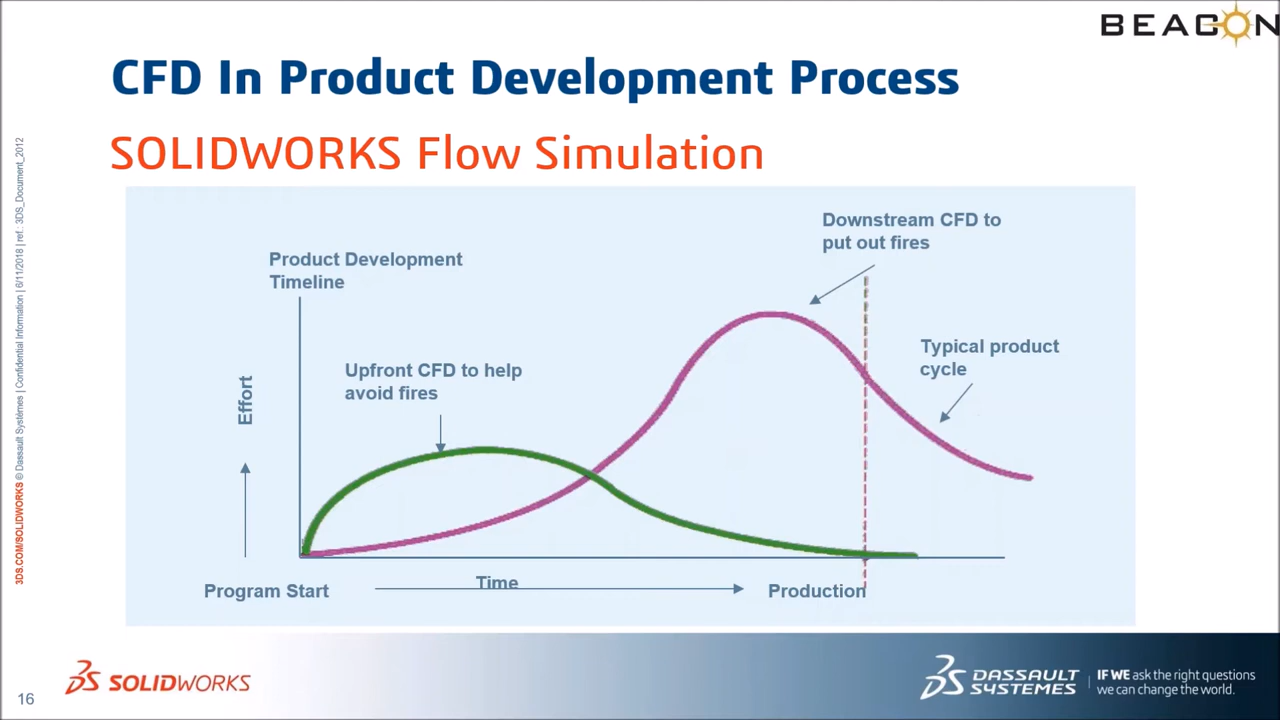 BEACON
CFD In Product Development Process
SOLIDWORKS Flow Simulation
3DS.COM/SOLIDWORKS © Dassault Systèmes | Confidential Information | 6/11/2018 | ref.: 3DS_Document_2012
Downstream CFD to
put out fires
Product Development
Timeline
Typical product
cycle
Upfront CFD to help
avoid fires
Effort
Time
Program Start
Production
16
SOLIDWORKS
DASSAULT
SYSTEMES
IF WE ask the right questions
we can change the world.